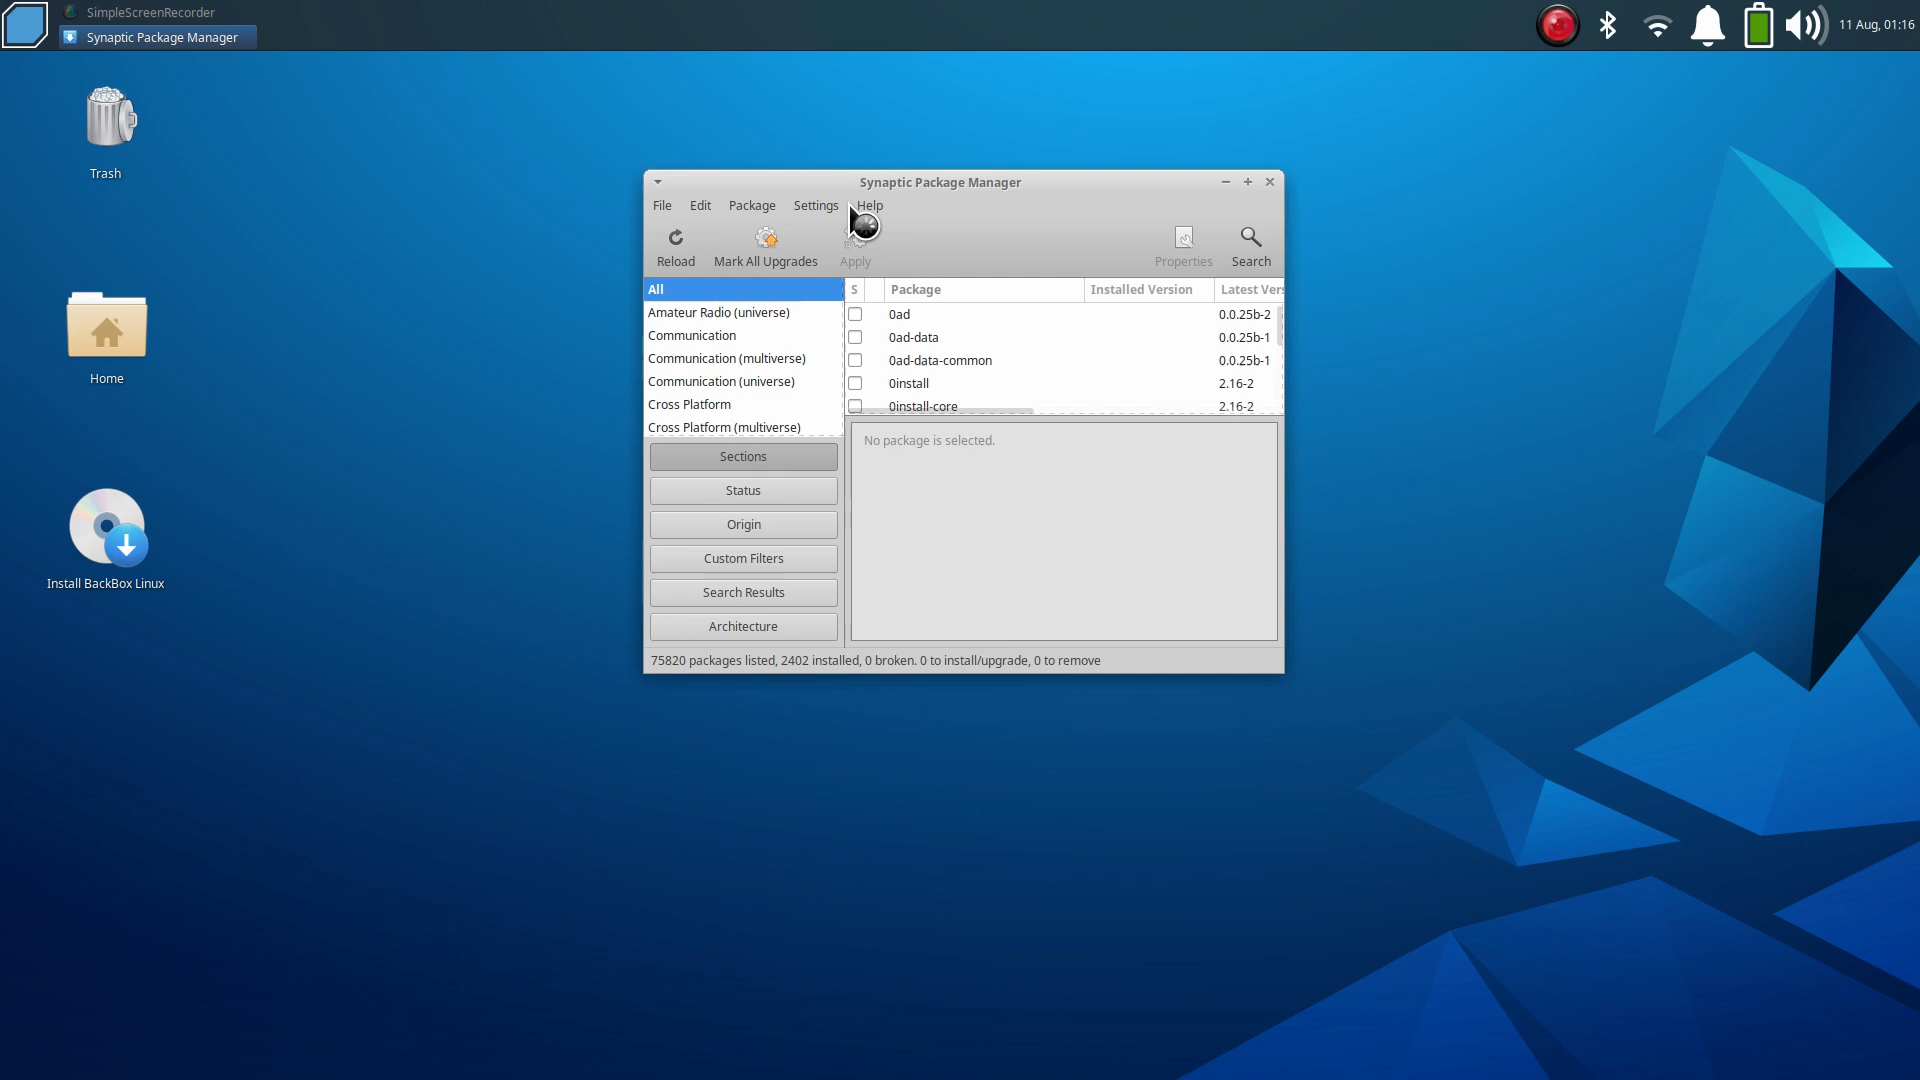 SimpleScreenRecorder
Synaptic Package Manager
11 Aug, 01:16
Trash
Home
Install BackBox Linux
Synaptic Package Manager
File Edit Package Settings Help
Reload Mark All Upgrades Apply Properties Search
All
Amateur Radio (universe)
Communication
Communication (multiverse)
Communication (universe)
Cross Platform
Cross Platform (multiverse)
Sections
Status
Origin
Custom Filters
Search Results
Architecture
S Package Installed Version Latest Vers
0ad 0.0.25b-2
0ad-data 0.0.25b-1
0ad-data-common 0.0.25b-1
0install 2.16-2
0install-core 2.16-2
No package is selected.
75820 packages listed, 2402 installed, 0 broken. 0 to install/upgrade, 0 to remove